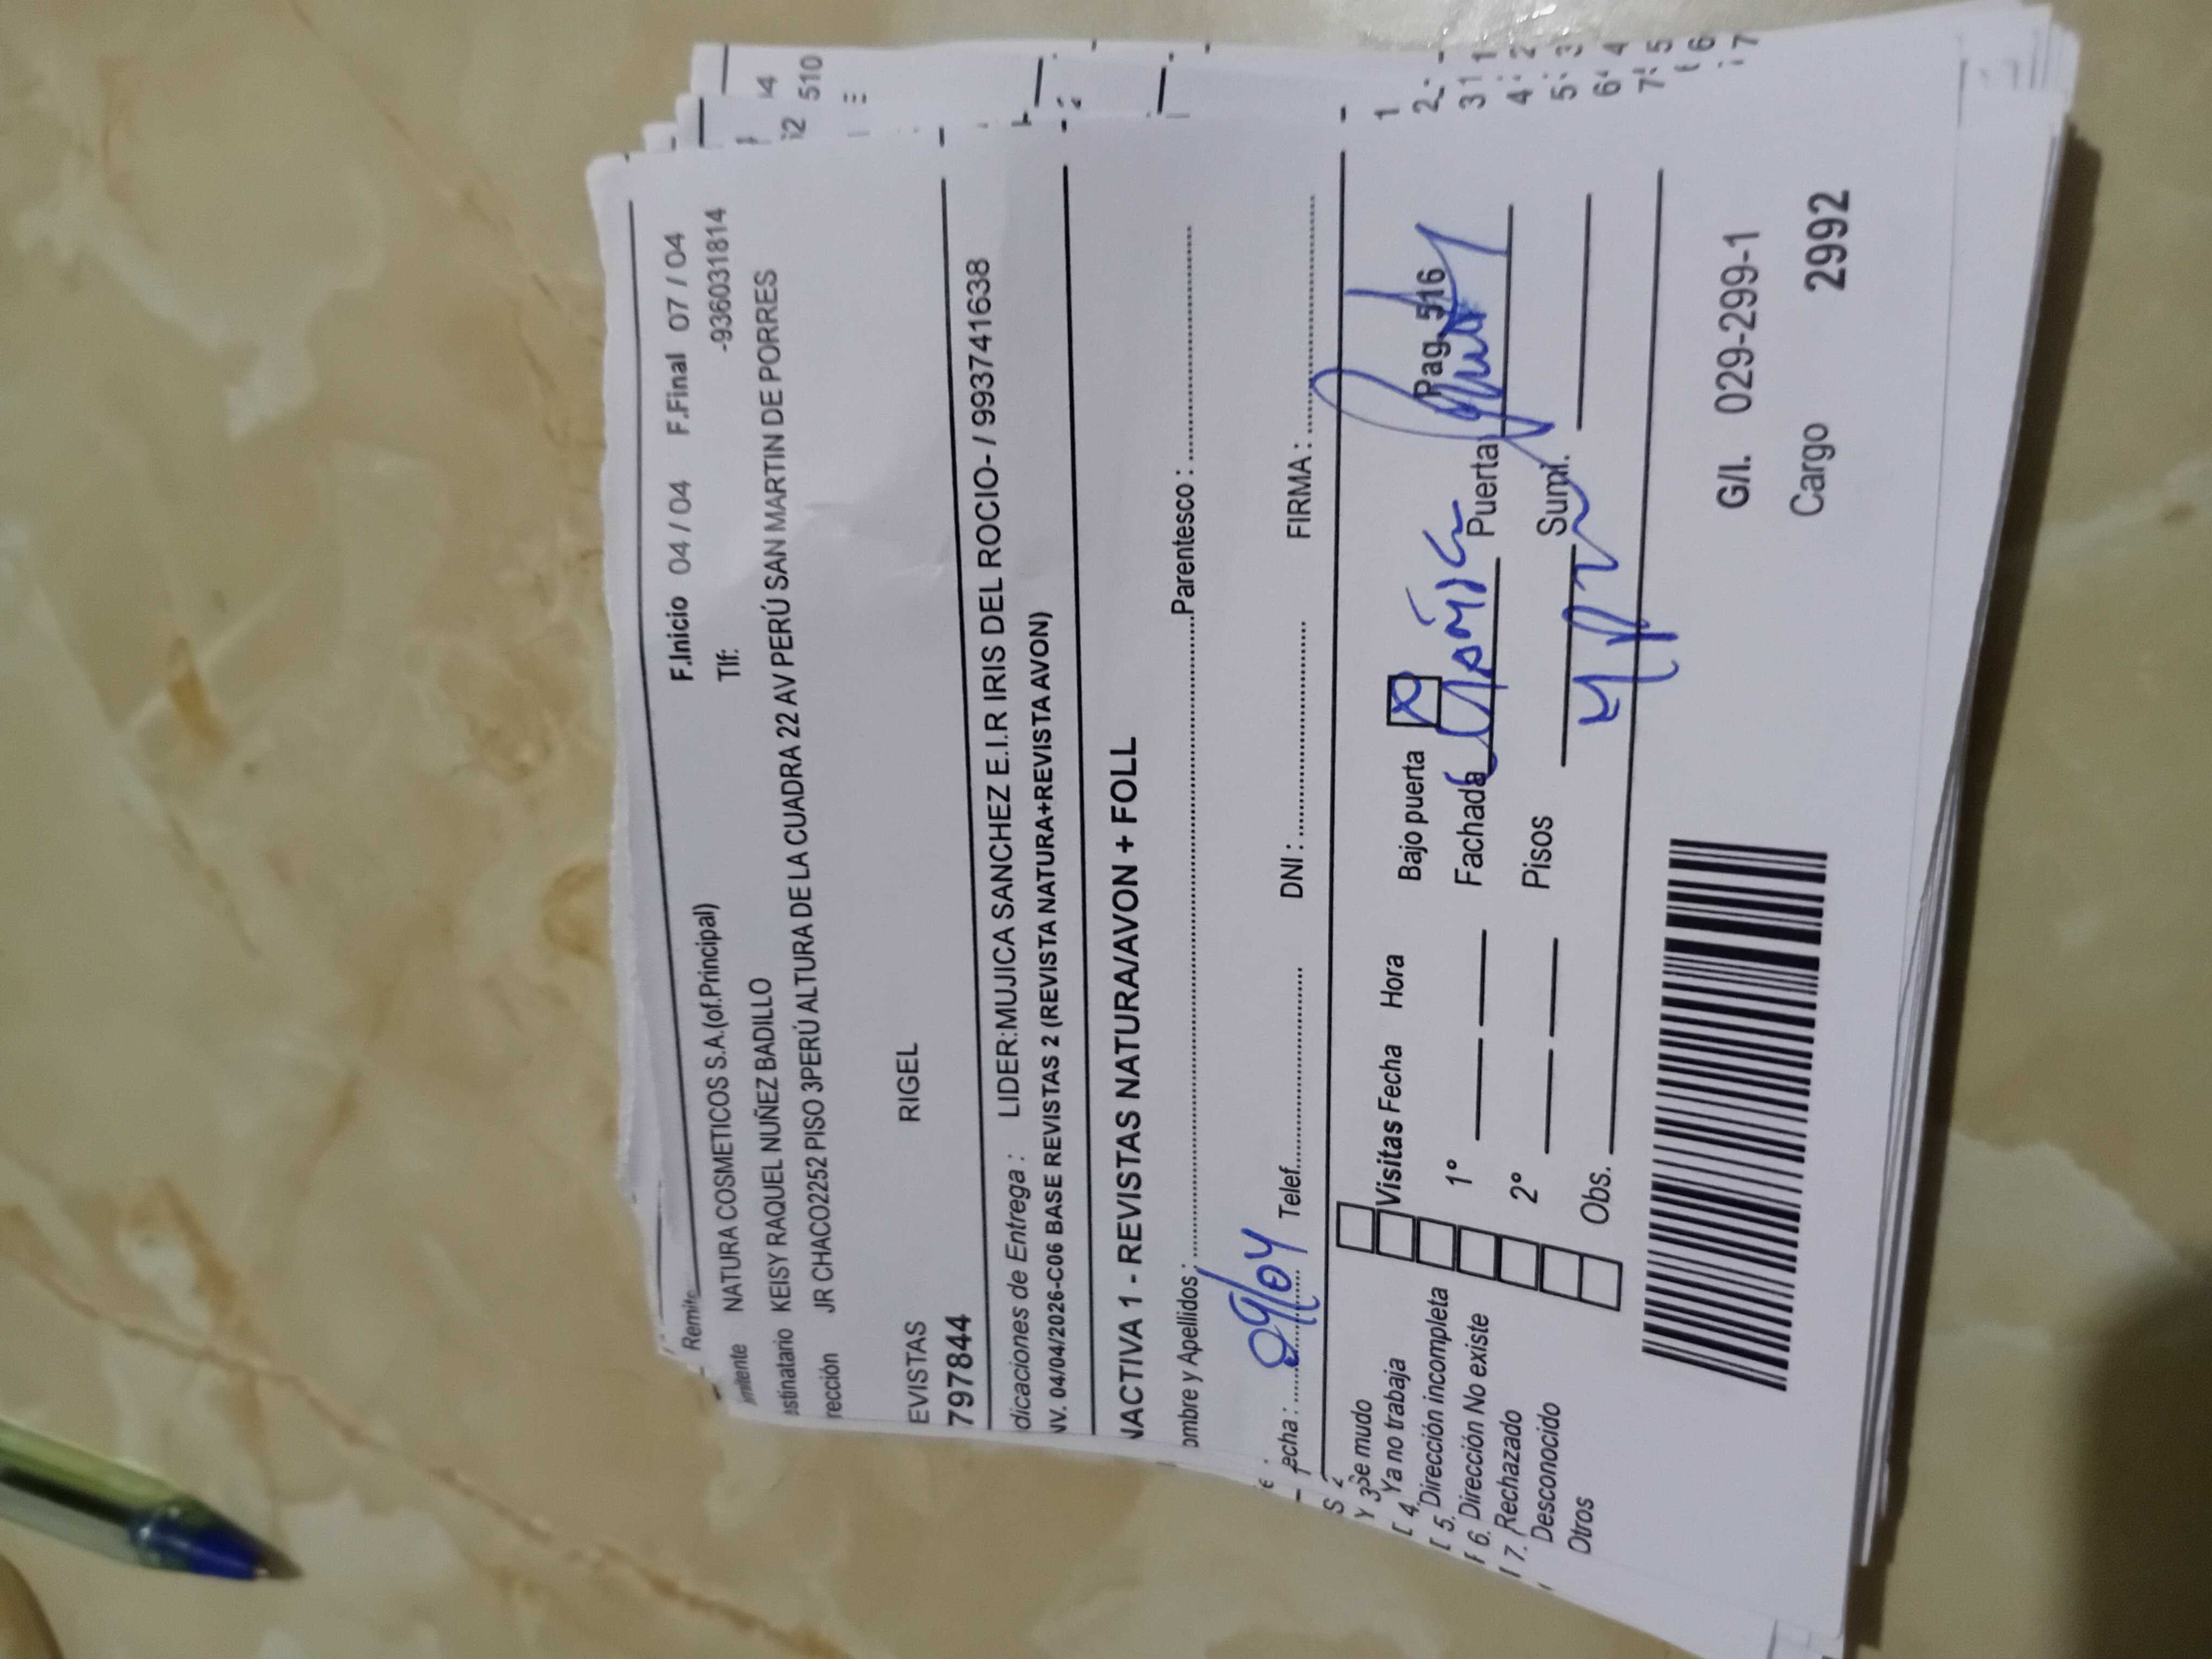 F.Inicio 04 / 04 F.Final 07 / 04
Remite
mitente NATURA COSMETICOS S.A.(of.Principal) Tlf: -936031814
estinatario KEISY RAQUEL NUÑEZ BADILLO
rección JR CHACO2252 PISO 3PERÚ ALTURA DE LA CUADRA 22 AV PERÚ SAN MARTIN DE PORRES
EVISTAS RIGEL
797844
dicaciones de Entrega : LIDER:MUJICA SANCHEZ E.I.R IRIS DEL ROCIO- / 993741638
NV. 04/04/2026-C06 BASE REVISTAS 2 (REVISTA NATURA+REVISTA AVON)
NACTIVA 1 - REVISTAS NATURA/AVON + FOLL
ombre y Apellidos : Parentesco :
echa : 09/04 Telef. DNI : FIRMA :
Se mudo
Ya no trabaja
Dirección incompleta
Dirección No existe
Rechazado
Desconocido
Otros
Visitas Fecha Hora
1°
2°
Obs.
Bajo puerta
Fachada Puerta
Pag. 516
Pisos Sumi.
G/I. 029-299-1
Cargo 2992
510